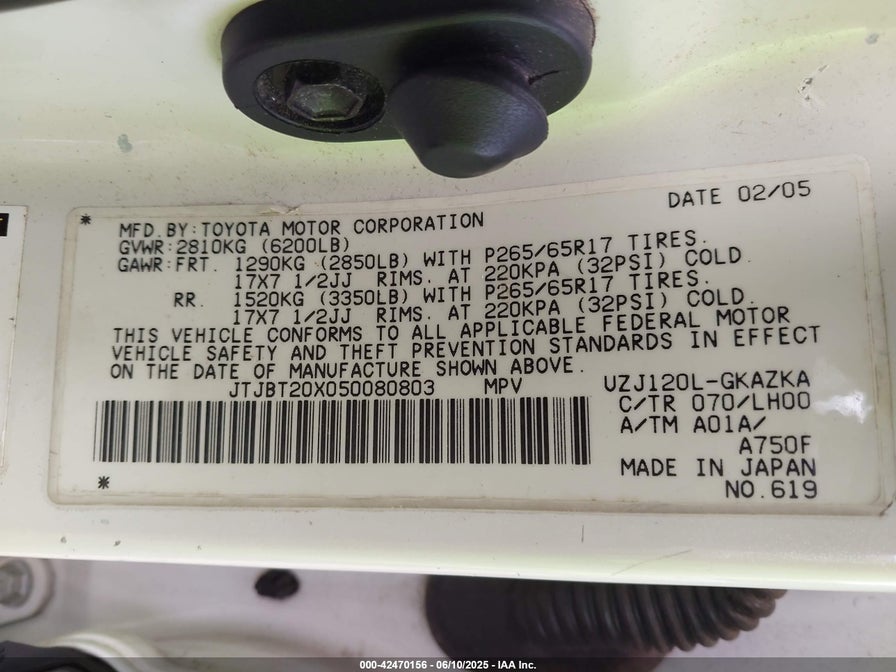 DATE 02/05
* MFD.BY:TOYOTA MOTOR CORPORATION
GVWR:2810KG (6200LB)
GAWR:FRT. 1290KG (2850LB) WITH P265/65R17 TIRES.
17X7 1/2JJ RIMS. AT 220KPA (32PSI) COLD.
RR. 1520KG (3350LB) WITH P265/65R17 TIRES.
17X7 1/2JJ RIMS. AT 220KPA (32PSI) COLD.
THIS VEHICLE CONFORMS TO ALL APPLICABLE FEDERAL MOTOR
VEHICLE SAFETY AND THEFT PREVENTION STANDARDS IN EFFECT
ON THE DATE OF MANUFACTURE SHOWN ABOVE.
JTJBT20X050080803 MPV UZJ120L-GKAZKA
C/TR 070/LH00
A/TM A01A/
A750F
MADE IN JAPAN
* NO.619
000-42470156 - 06/10/2025 - IAA Inc.